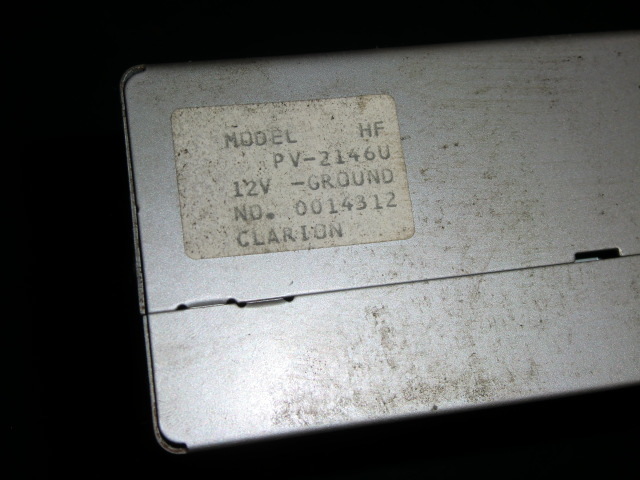 MODEL HF
PV-2146U
12V -GROUND
NO. 0014312
CLARION